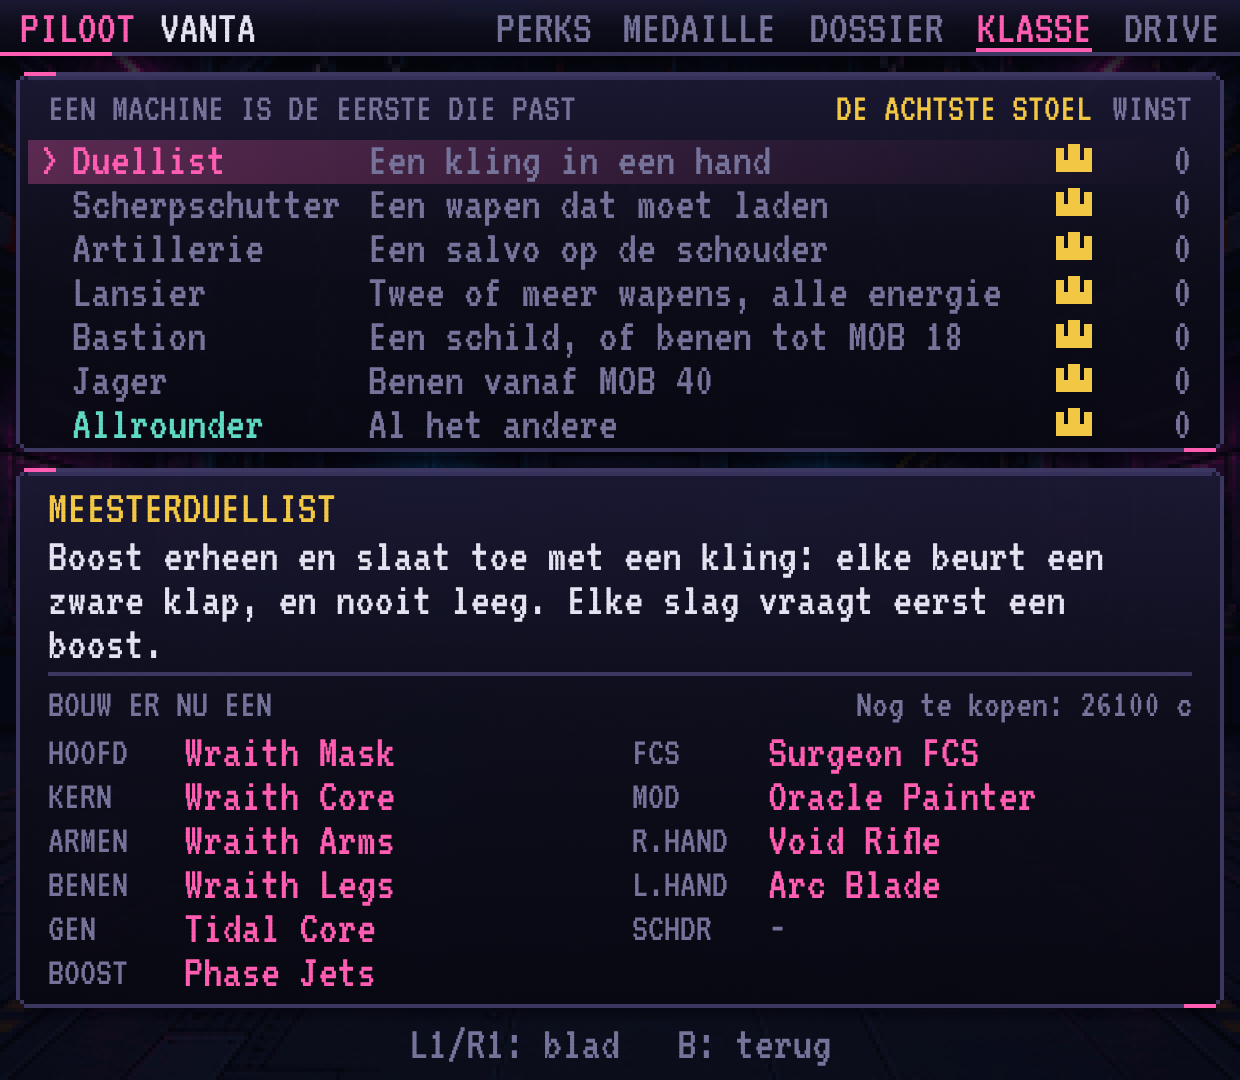 PILOOT VANTA PERKS MEDAILLE DOSSIER KLASSE DRIVE
EEN MACHINE IS DE EERSTE DIE PAST DE ACHTSTE STOEL WINST
> Duellist Een kling in een hand 0
Scherpschutter Een wapen dat moet laden 0
Artillerie Een salvo op de schouder 0
Lansier Twee of meer wapens, alle energie 0
Bastion Een schild, of benen tot MOB 18 0
Jager Benen vanaf MOB 40 0
Allrounder Al het andere 0
MEESTERDUELLIST
Boost erheen en slaat toe met een kling: elke beurt een
zware klap, en nooit leeg. Elke slag vraagt eerst een
boost.
BOUW ER NU EEN Nog te kopen: 26100 c
HOOFD Wraith Mask FCS Surgeon FCS
KERN Wraith Core MOD Oracle Painter
ARMEN Wraith Arms R.HAND Void Rifle
BENEN Wraith Legs L.HAND Arc Blade
GEN Tidal Core SCHDR -
BOOST Phase Jets
L1/R1: blad B: terug